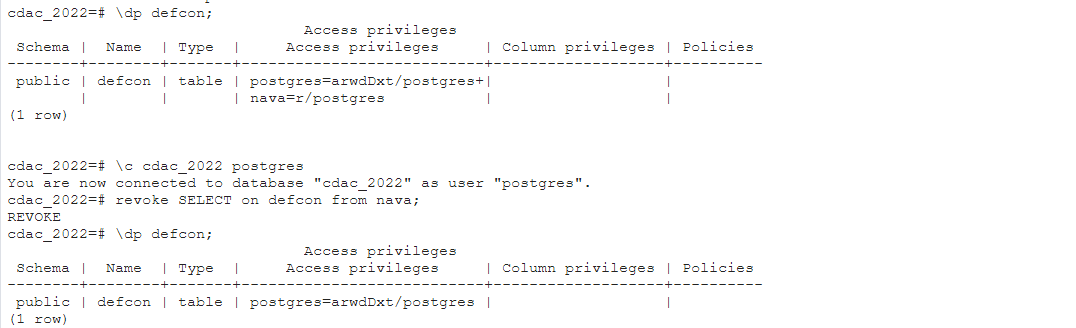 cdac_2022=# \dp defcon;
                                 Access privileges
 Schema |  Name  | Type  |     Access privileges     | Column privileges | Policies
--------+--------+-------+---------------------------+-------------------+----------
 public | defcon | table | postgres=arwdDxt/postgres+|                   |
        |        |       | nava=r/postgres           |                   |
(1 row)
cdac_2022=# \c cdac_2022 postgres
You are now connected to database "cdac_2022" as user "postgres".
cdac_2022=# revoke SELECT on defcon from nava;
REVOKE
cdac_2022=# \dp defcon;
                                 Access privileges
 Schema |  Name  | Type  |     Access privileges     | Column privileges | Policies
--------+--------+-------+---------------------------+-------------------+----------
 public | defcon | table | postgres=arwdDxt/postgres |                   |
(1 row)